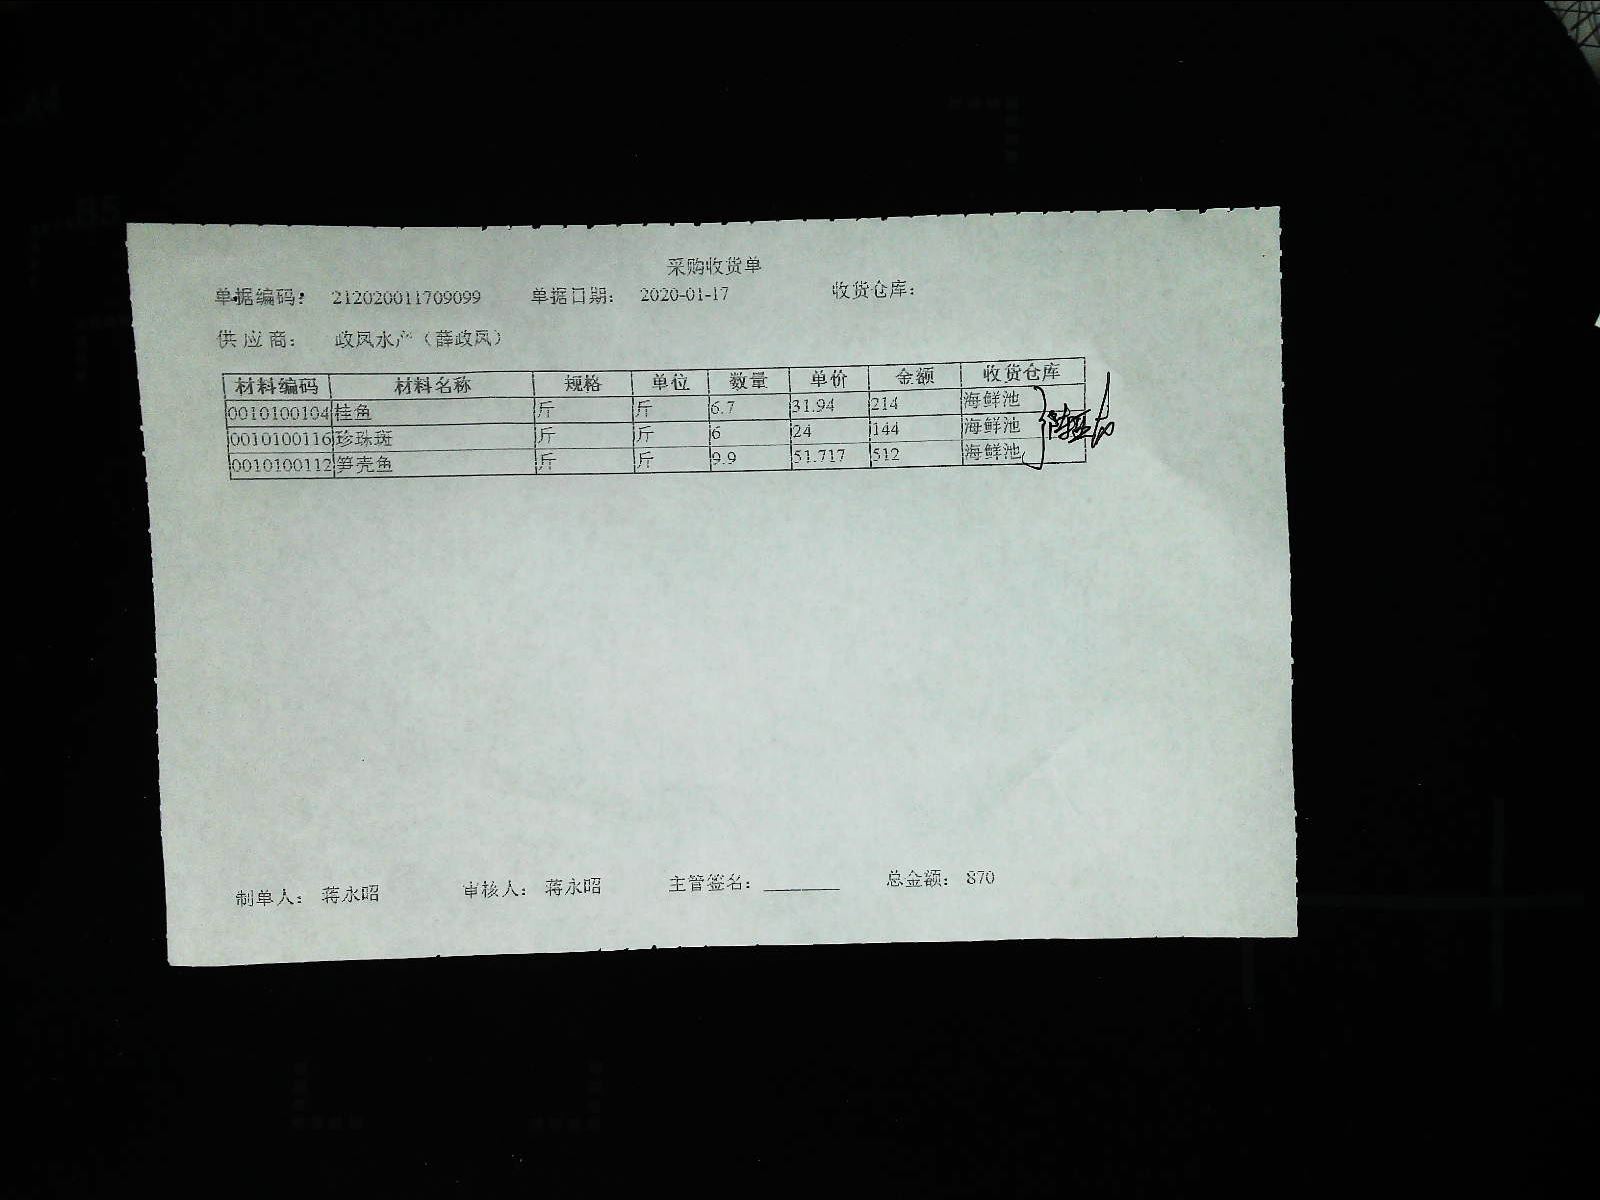 采购收货单
单据编码： 212020011709099 单据日期： 2020-01-17 收货仓库：
供应商： 政凤水产（薛政凤）
材料编码 材料名称 规格 单位 数量 单价 金额 收货仓库
0010100104 桂鱼 斤 斤 6.7 31.94 214 海鲜池
0010100116 珍珠斑 斤 斤 6 24 144 海鲜池
0010100112 笋壳鱼 斤 斤 9.9 51.717 512 海鲜池
制单人： 蒋永昭 审核人： 蒋永昭 主管签名： 总金额： 870